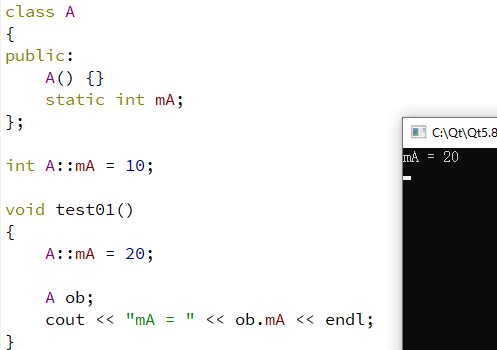 class A
{
public:
    A() {}
    static int mA;
};
int A::mA = 10;
void test01()
{
    A::mA = 20;
    A ob;
    cout << "mA = " << ob.mA << endl;
}
C:\Qt\Qt5.8
mA = 20